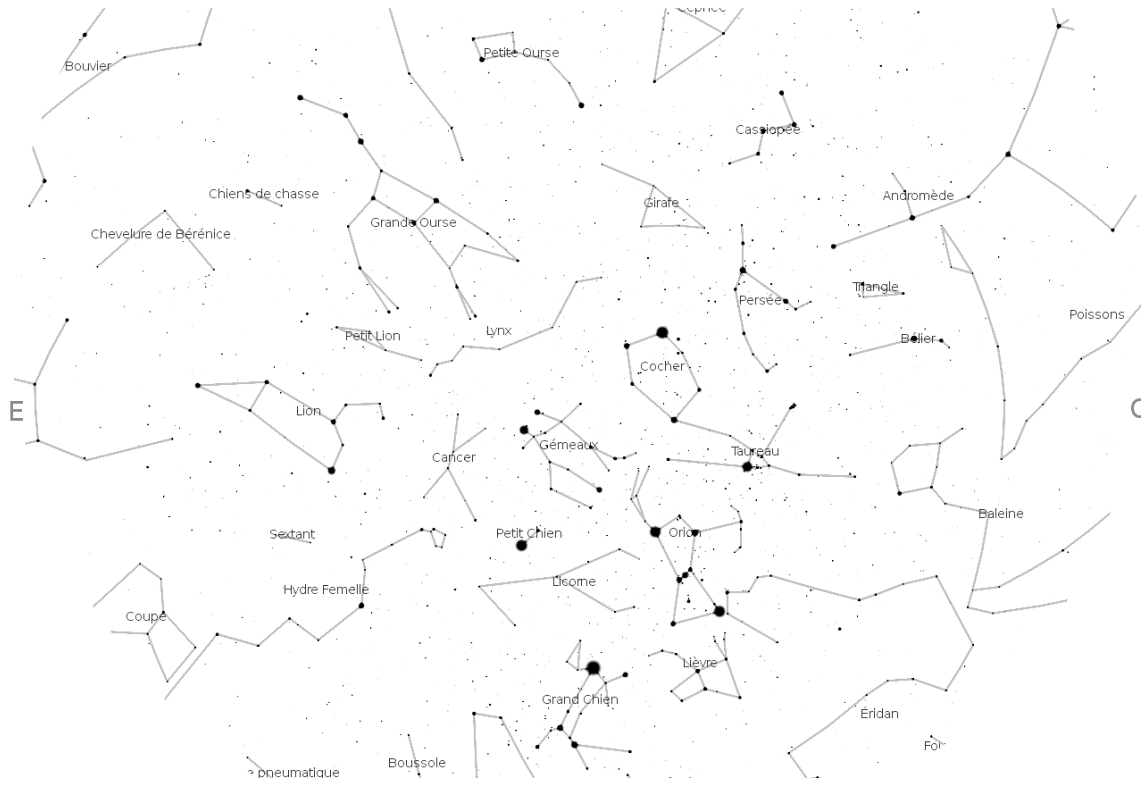 Céphée
Petite Ourse
Bouvier
Cassiopée
Chiens de chasse
Andromède
Girafe
Grande Ourse
Chevelure de Bérénice
Triangle
Persée
Poissons
Lynx
Petit Lion
Bélier
Cocher
E
Lion
Gémeaux
Taureau
Cancer
Baleine
Sextant
Petit Chien
Orion
Licorne
Hydre Femelle
Coupe
Lièvre
Grand Chien
Éridan
Boussole
pneumatique